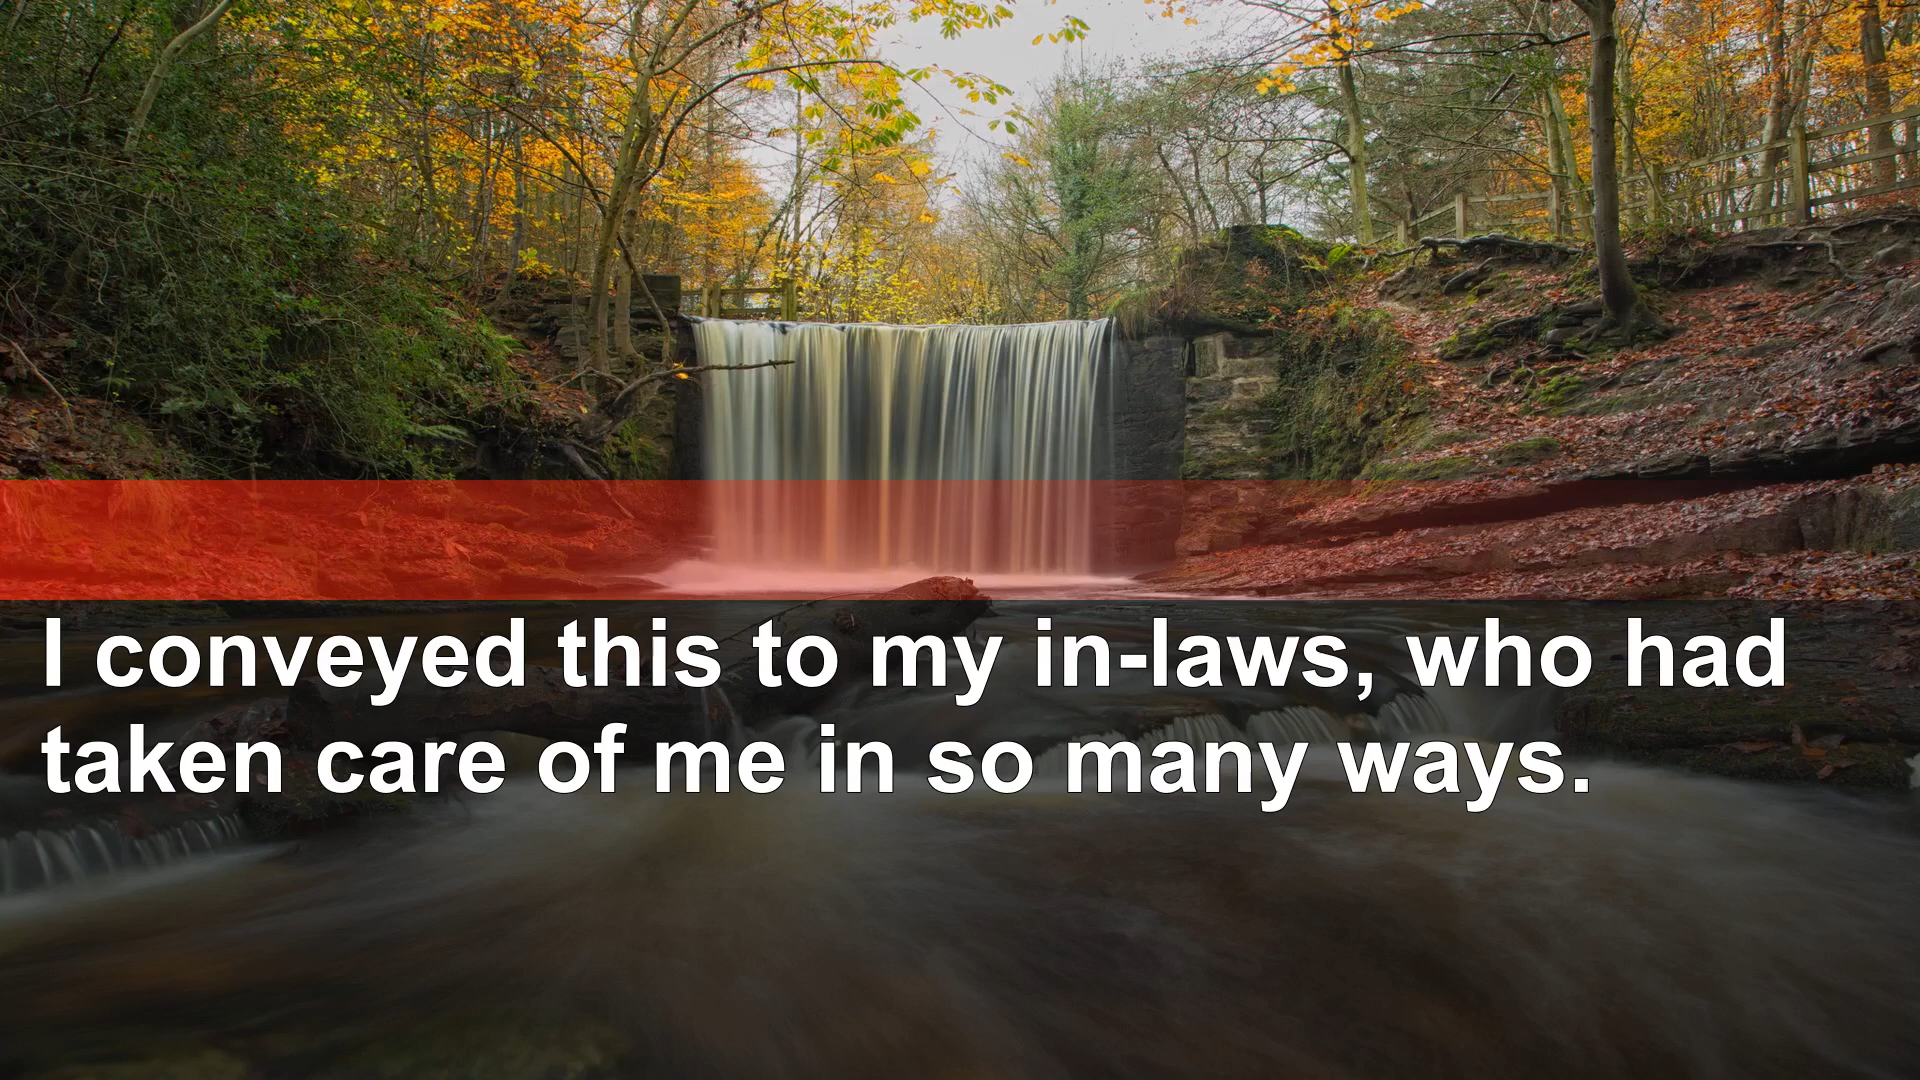 I conveyed this to my in-laws, who had
taken care of me in so many ways.